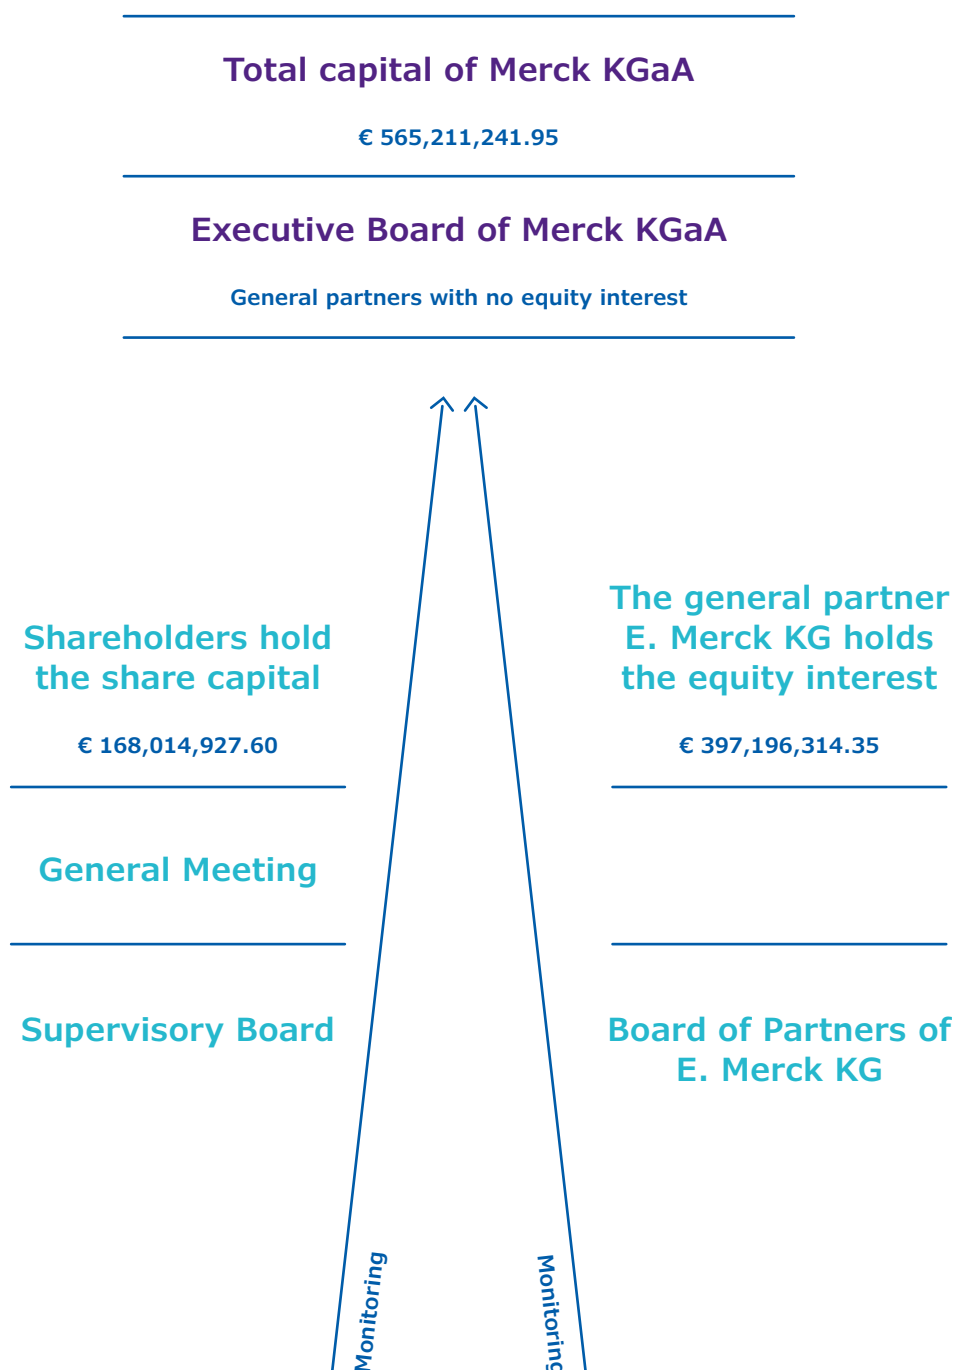 Total capital of Merck KGaA
€ 565,211,241.95
Executive Board of Merck KGaA
General partners with no equity interest
Shareholders hold
the share capital
€ 168,014,927.60
General Meeting
Supervisory Board
The general partner
E. Merck KG holds
the equity interest
€ 397,196,314.35
Board of Partners of
E. Merck KG
Monitoring
Monitoring